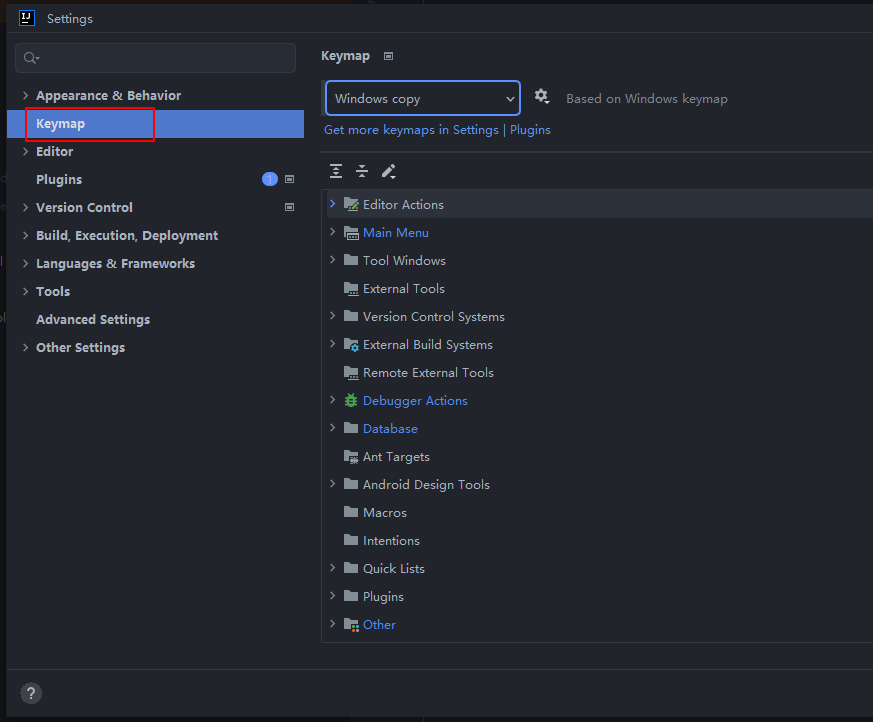 IJ
Settings
Keymap
Windows copy
Based on Windows keymap
Get more keymaps in Settings | Plugins
Appearance & Behavior
Keymap
Editor
Plugins
1
Version Control
Build, Execution, Deployment
Languages & Frameworks
Tools
Advanced Settings
Other Settings
Editor Actions
Main Menu
Tool Windows
External Tools
Version Control Systems
External Build Systems
Remote External Tools
Debugger Actions
Database
Ant Targets
Android Design Tools
Macros
Intentions
Quick Lists
Plugins
Other
?